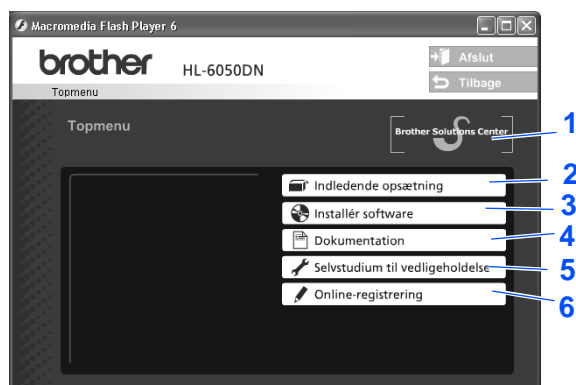 Macromedia Flash Player 6
brother
HL-6050DN
Afslut
Tilbage
Topmenu
Topmenu
Brother Solutions Center
1
Indledende opsætning
2
Installér software
3
Dokumentation
4
Selvstudium til vedligeholdelse
5
Online-registrering
6